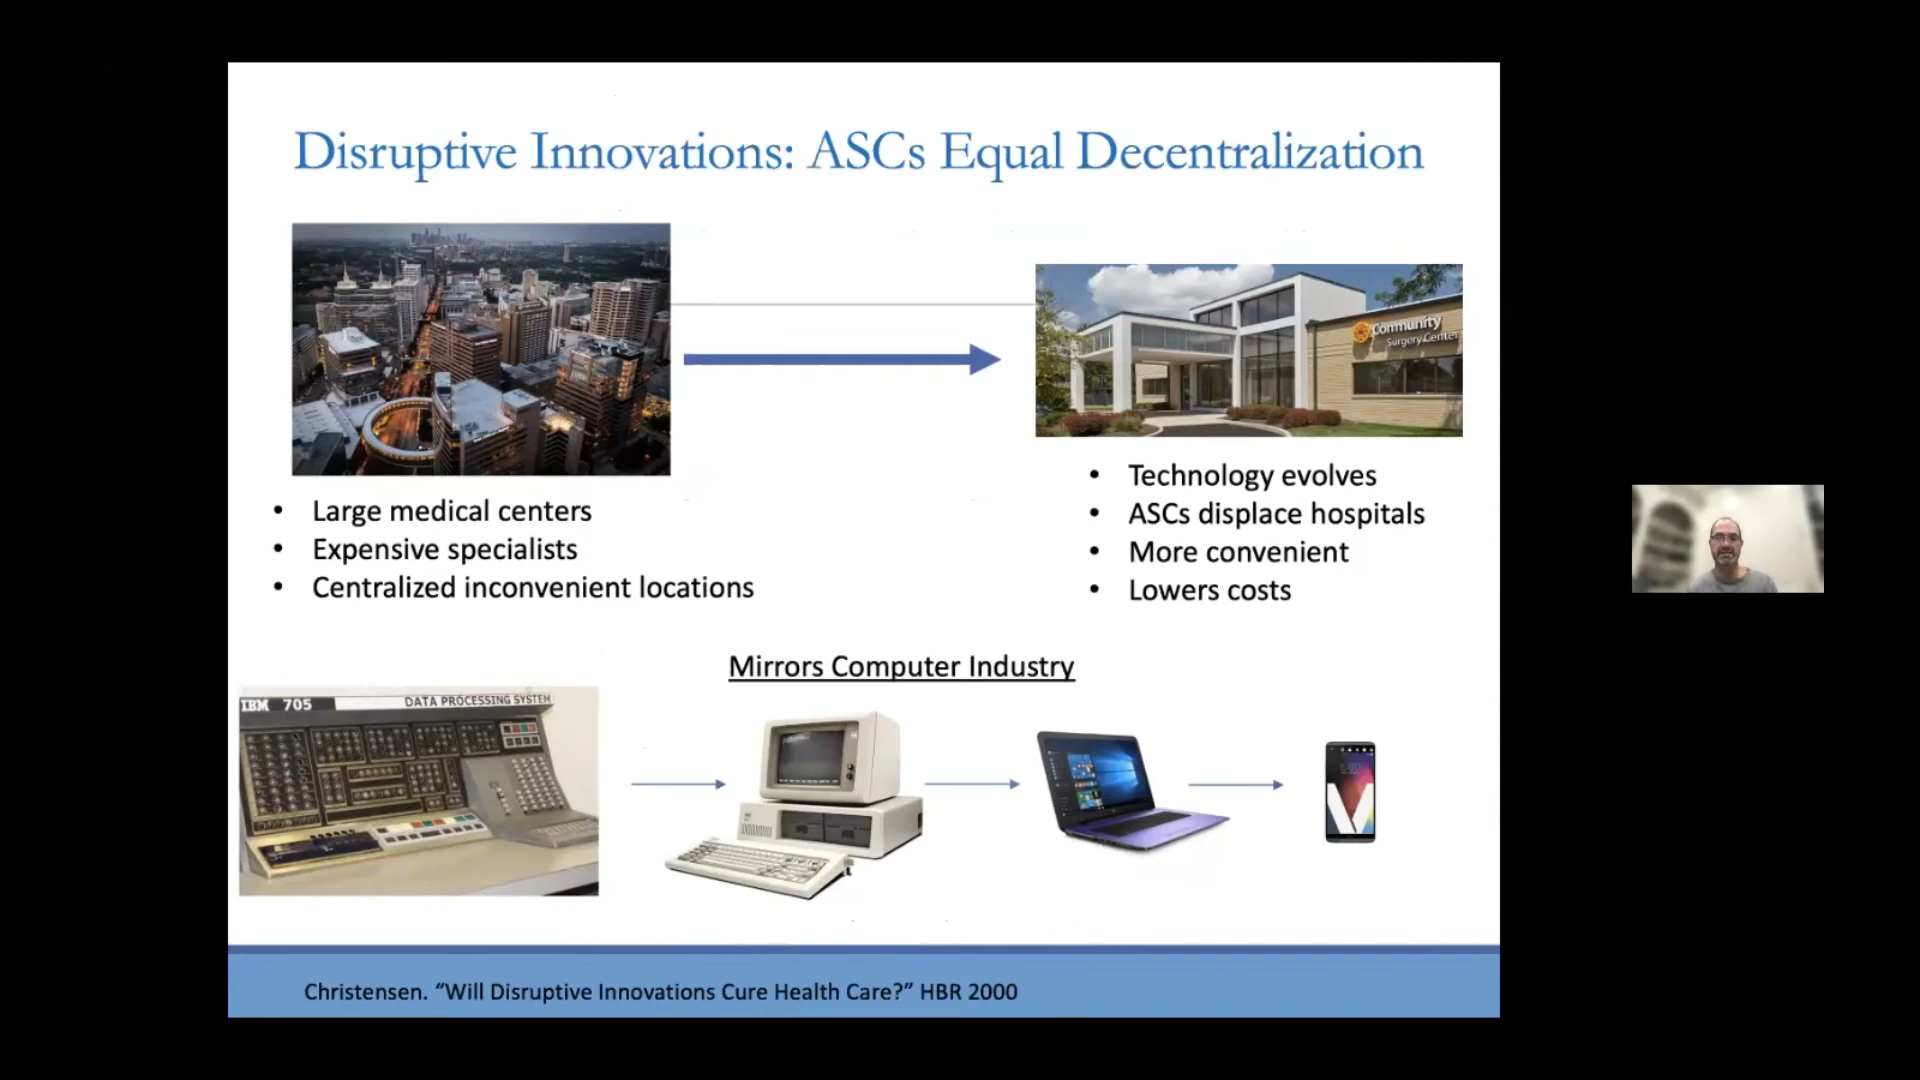 Disruptive Innovations: ASCs Equal Decentralization
Community
Surgery Center
• Large medical centers
• Expensive specialists
• Centralized inconvenient locations
• Technology evolves
• ASCs displace hospitals
• More convenient
• Lowers costs
Mirrors Computer Industry
IBM 705 DATA PROCESSING SYSTEM
Christensen. “Will Disruptive Innovations Cure Health Care?” HBR 2000